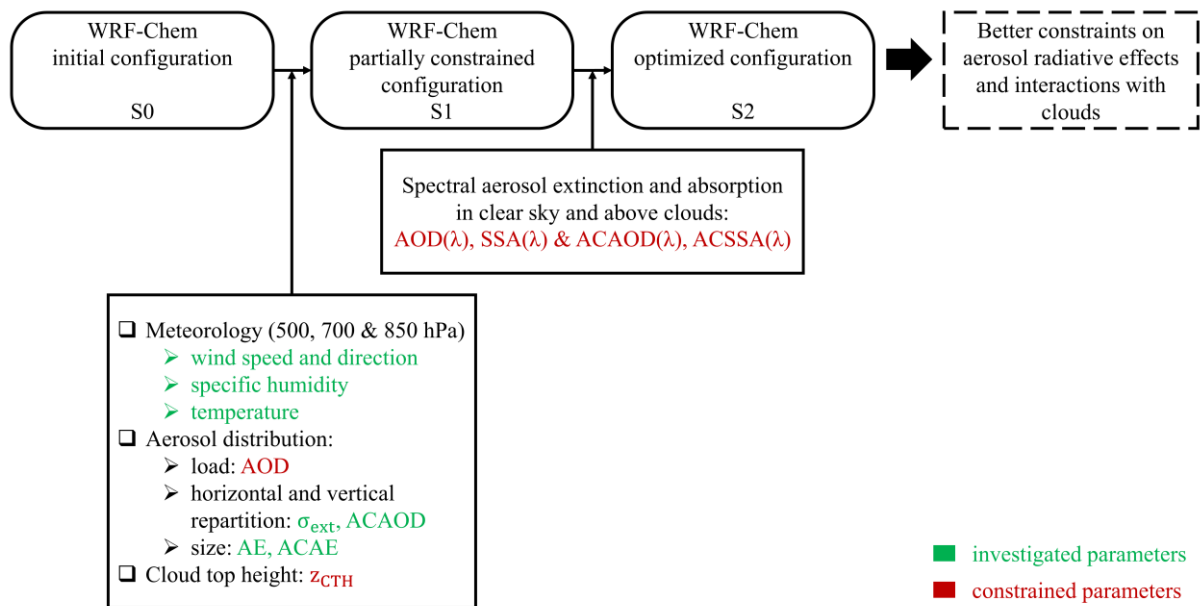 WRF-Chem
initial configuration
S0
WRF-Chem
partially constrained
configuration
S1
WRF-Chem
optimized configuration
S2
Better constraints on
aerosol radiative effects
and interactions with
clouds
Spectral aerosol extinction and absorption
in clear sky and above clouds:
AOD(λ), SSA(λ) & ACAOD(λ), ACSSA(λ)
❑ Meteorology (500, 700 & 850 hPa)
➢ wind speed and direction
➢ specific humidity
➢ temperature
❑ Aerosol distribution:
➢ load: AOD
➢ horizontal and vertical
repartition: σext, ACAOD
➢ size: AE, ACAE
❑ Cloud top height: zCTH
investigated parameters
constrained parameters